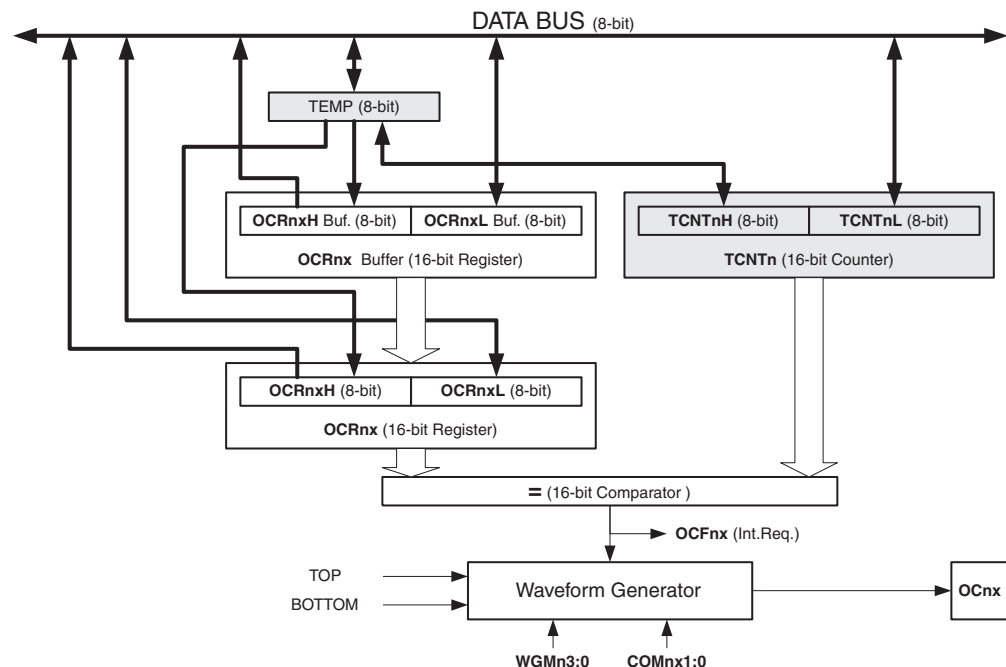 DATA BUS (8-bit)
TEMP (8-bit)
OCRnxH Buf. (8-bit) OCRnxL Buf. (8-bit)
OCRnx Buffer (16-bit Register)
TCNTnH (8-bit) TCNTnL (8-bit)
TCNTn (16-bit Counter)
OCRnxH (8-bit) OCRnxL (8-bit)
OCRnx (16-bit Register)
= (16-bit Comparator )
OCFnx (Int.Req.)
TOP
BOTTOM
Waveform Generator
OCnx
WGMn3:0 COMnx1:0